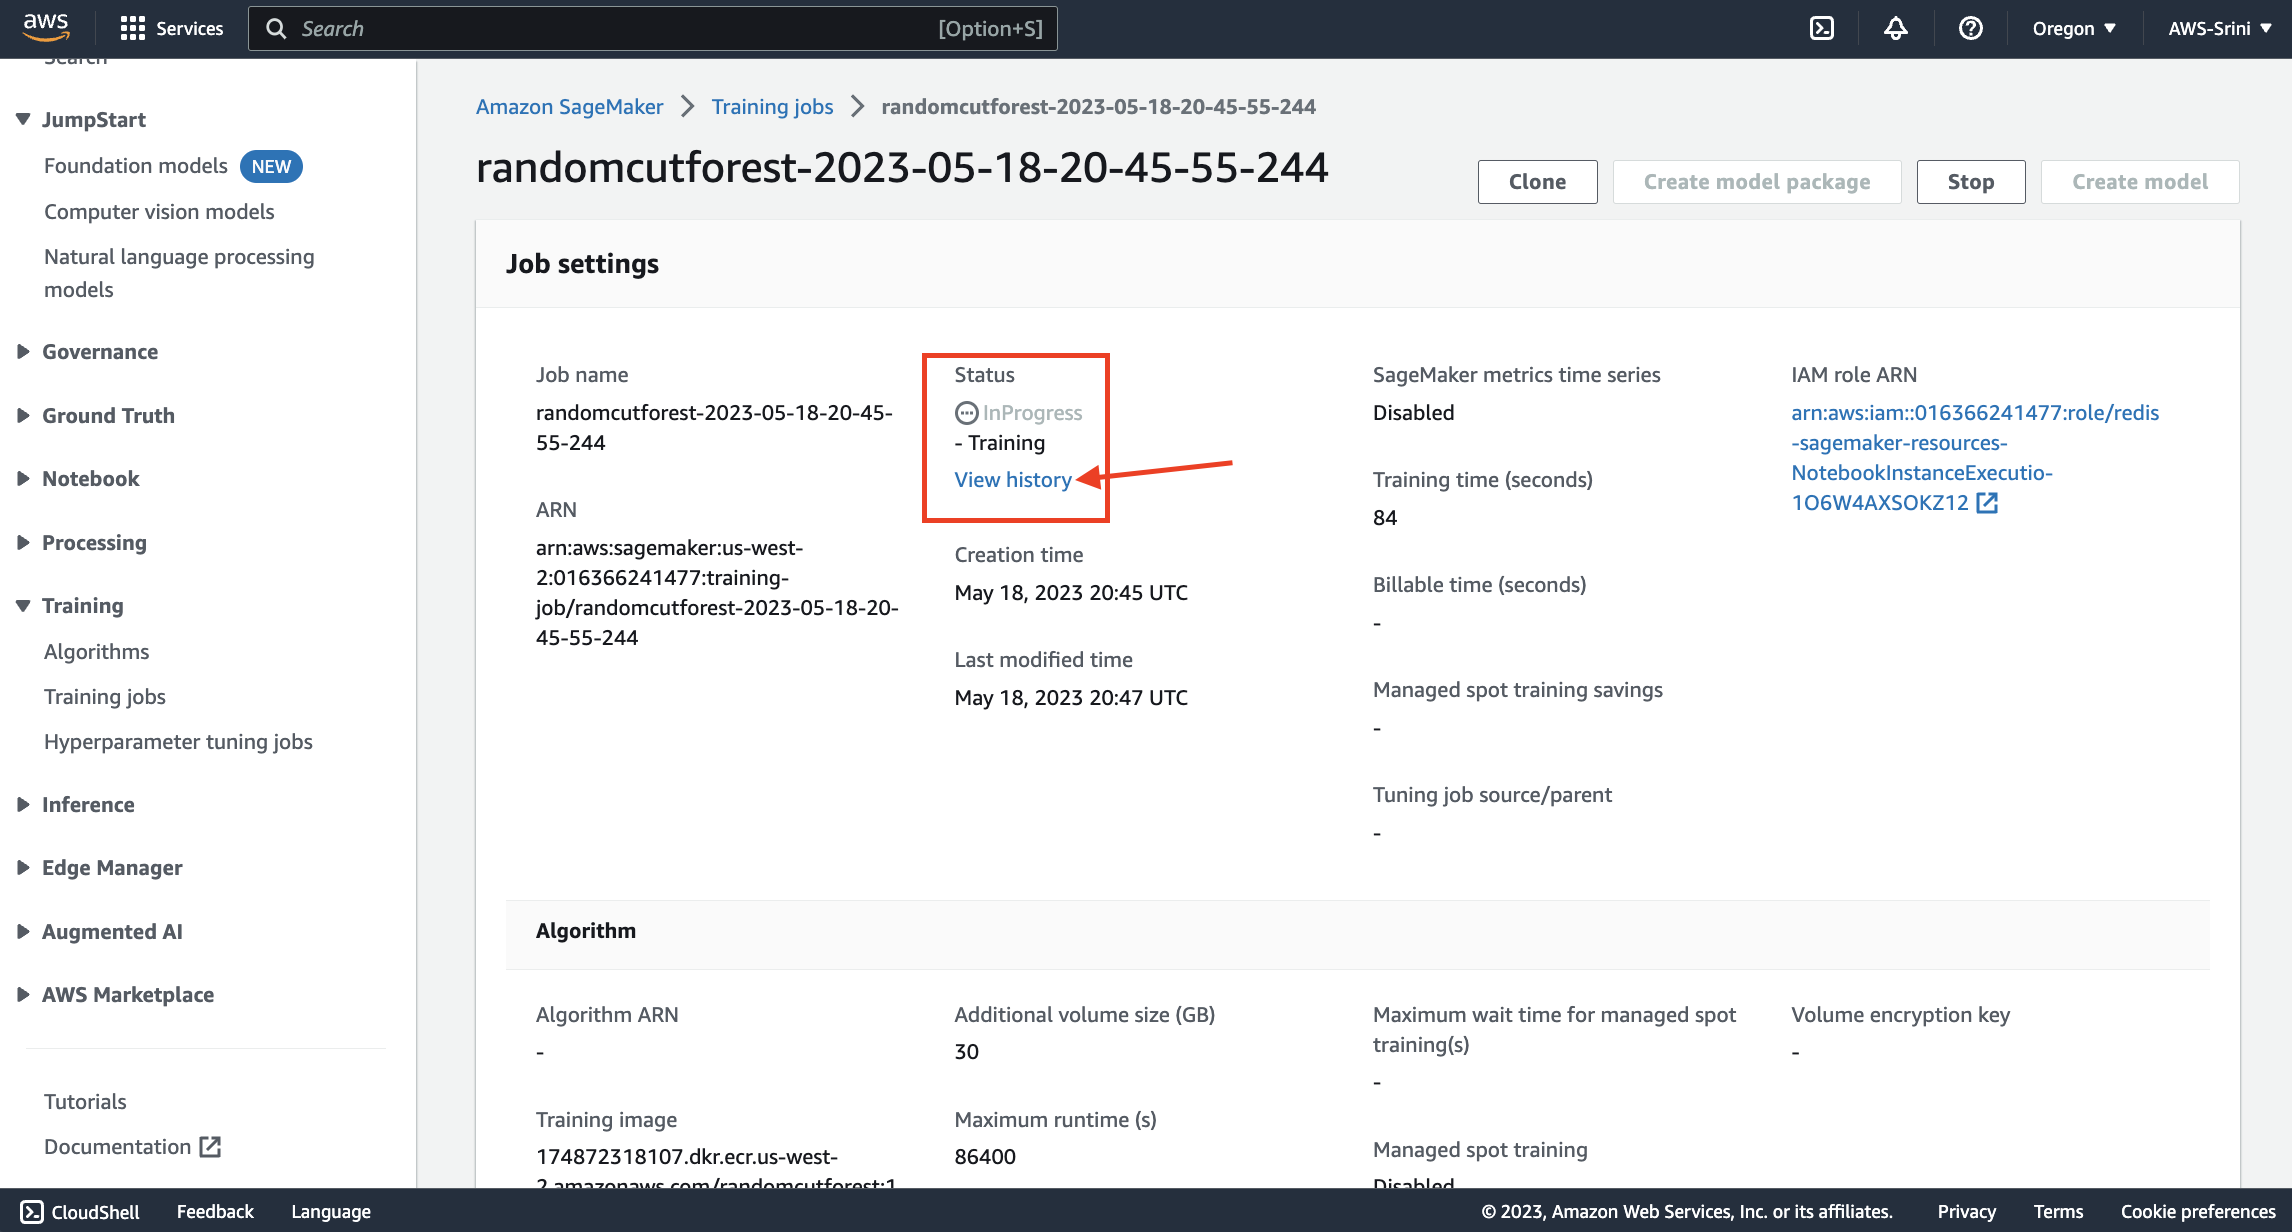 aws
Services
Search
[Option+S]
Oregon
AWS-Srini
Search
JumpStart
Foundation models NEW
Computer vision models
Natural language processing
models
Governance
Ground Truth
Notebook
Processing
Training
Algorithms
Training jobs
Hyperparameter tuning jobs
Inference
Edge Manager
Augmented AI
AWS Marketplace
Tutorials
Documentation
Amazon SageMaker > Training jobs > randomcutforest-2023-05-18-20-45-55-244
randomcutforest-2023-05-18-20-45-55-244
Clone
Create model package
Stop
Create model
Job settings
Job name
randomcutforest-2023-05-18-20-45-
55-244
ARN
arn:aws:sagemaker:us-west-
2:016366241477:training-
job/randomcutforest-2023-05-18-20-
45-55-244
Status
InProgress
- Training
View history
Creation time
May 18, 2023 20:45 UTC
Last modified time
May 18, 2023 20:47 UTC
SageMaker metrics time series
Disabled
Training time (seconds)
84
Billable time (seconds)
-
Managed spot training savings
-
Tuning job source/parent
-
IAM role ARN
arn:aws:iam::016366241477:role/redis
-sagemaker-resources-
NotebookInstanceExecutio-
1O6W4AXSOKZ12
Algorithm
Algorithm ARN
-
Training image
174872318107.dkr.ecr.us-west-
2.amazonaws.com/randomcutforest:1
Additional volume size (GB)
30
Maximum runtime (s)
86400
Maximum wait time for managed spot
training(s)
-
Managed spot training
Disabled
Volume encryption key
-
CloudShell
Feedback
Language
© 2023, Amazon Web Services, Inc. or its affiliates.
Privacy
Terms
Cookie preferences